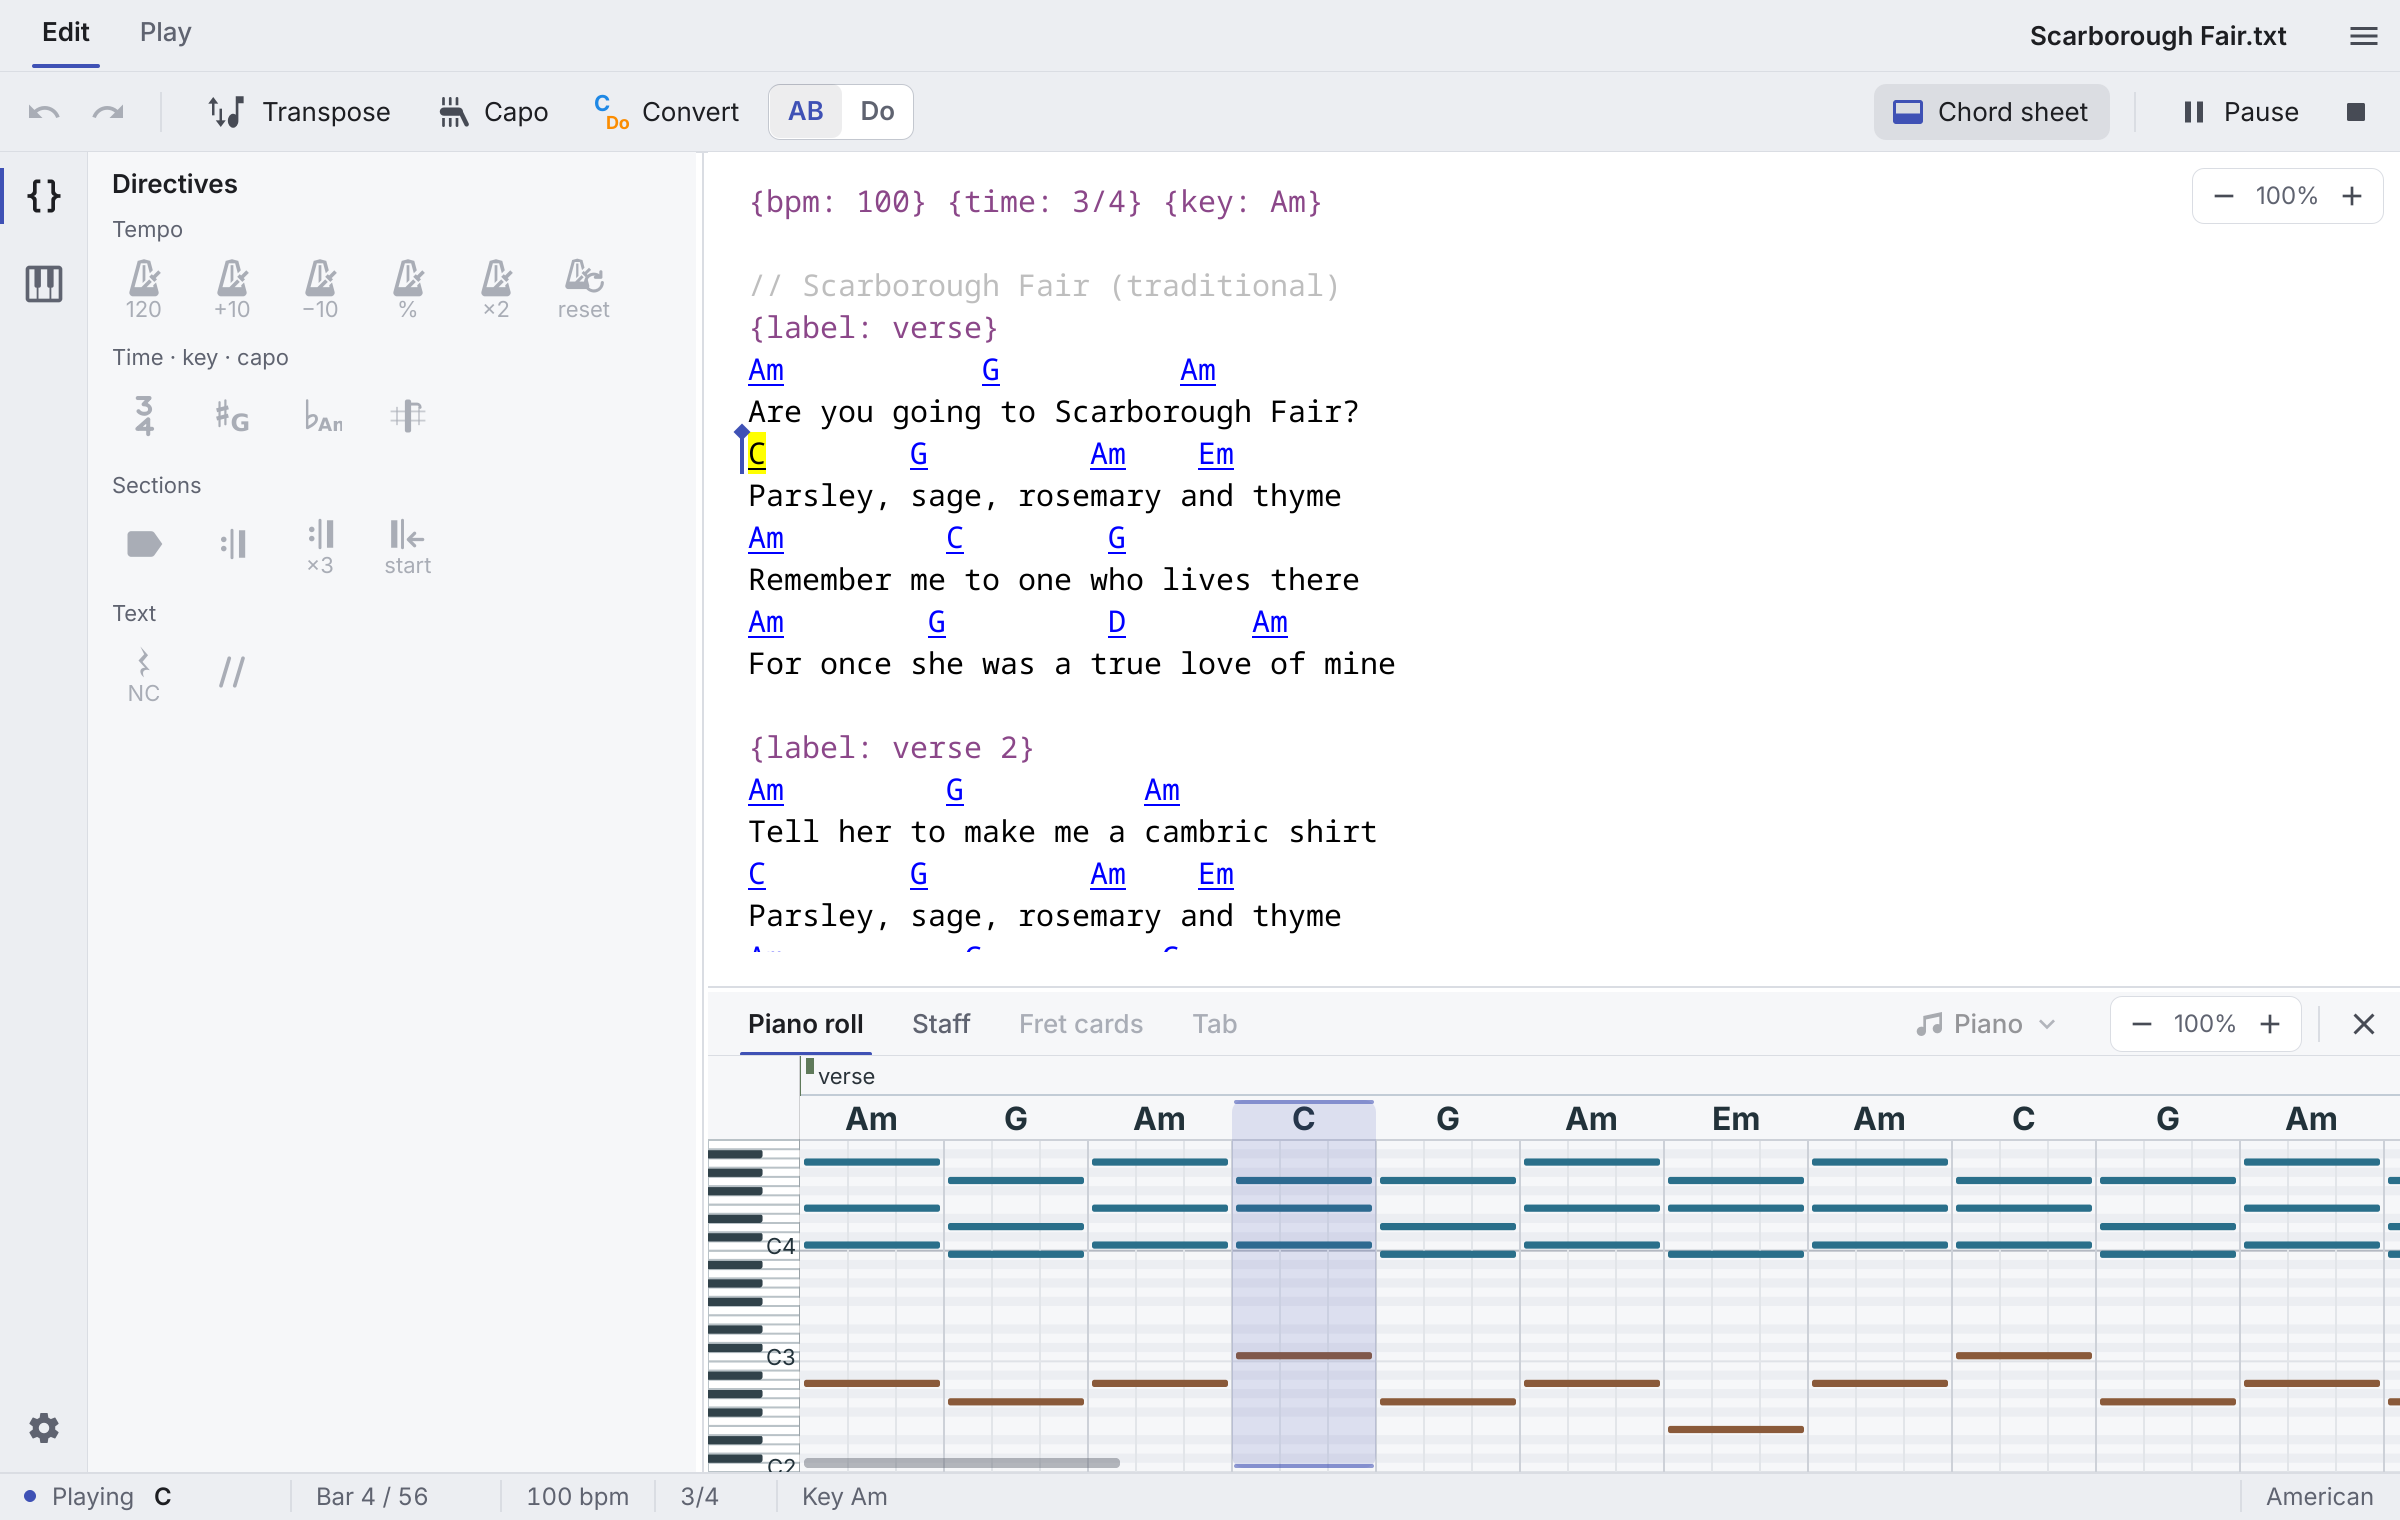 Edit Play Scarborough Fair.txt
Transpose Capo C Do Convert AB Do Chord sheet Pause
{} Directives
Tempo
120 +10 −10 % ×2 reset
Time · key · capo
3/4 ♯G ♭Am
Sections
×3 start
Text
NC //
{bpm: 100} {time: 3/4} {key: Am}
100%
// Scarborough Fair (traditional)
{label: verse}
Am G Am
Are you going to Scarborough Fair?
C G Am Em
Parsley, sage, rosemary and thyme
Am C G
Remember me to one who lives there
Am G D Am
For once she was a true love of mine
{label: verse 2}
Am G Am
Tell her to make me a cambric shirt
C G Am Em
Parsley, sage, rosemary and thyme
Piano roll Staff Fret cards Tab Piano 100%
verse
Am G Am C G Am Em Am C G Am
C4
C3
C2
Playing C Bar 4 / 56 100 bpm 3/4 Key Am American